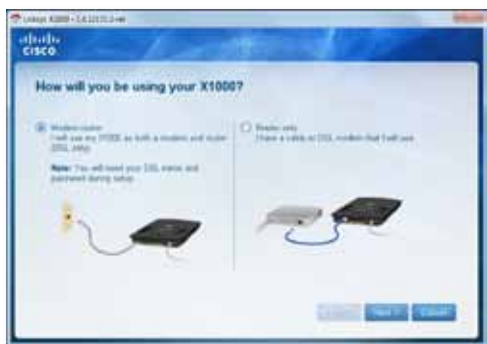 CISCO
How will you be using your X1000?
Modem router
I will use my X1000 as both a modem and router
(DSL only).
Note: You will need your DSL name and
password during setup.
Router only
I have a cable or DSL modem that I will use.
Next >
Cancel